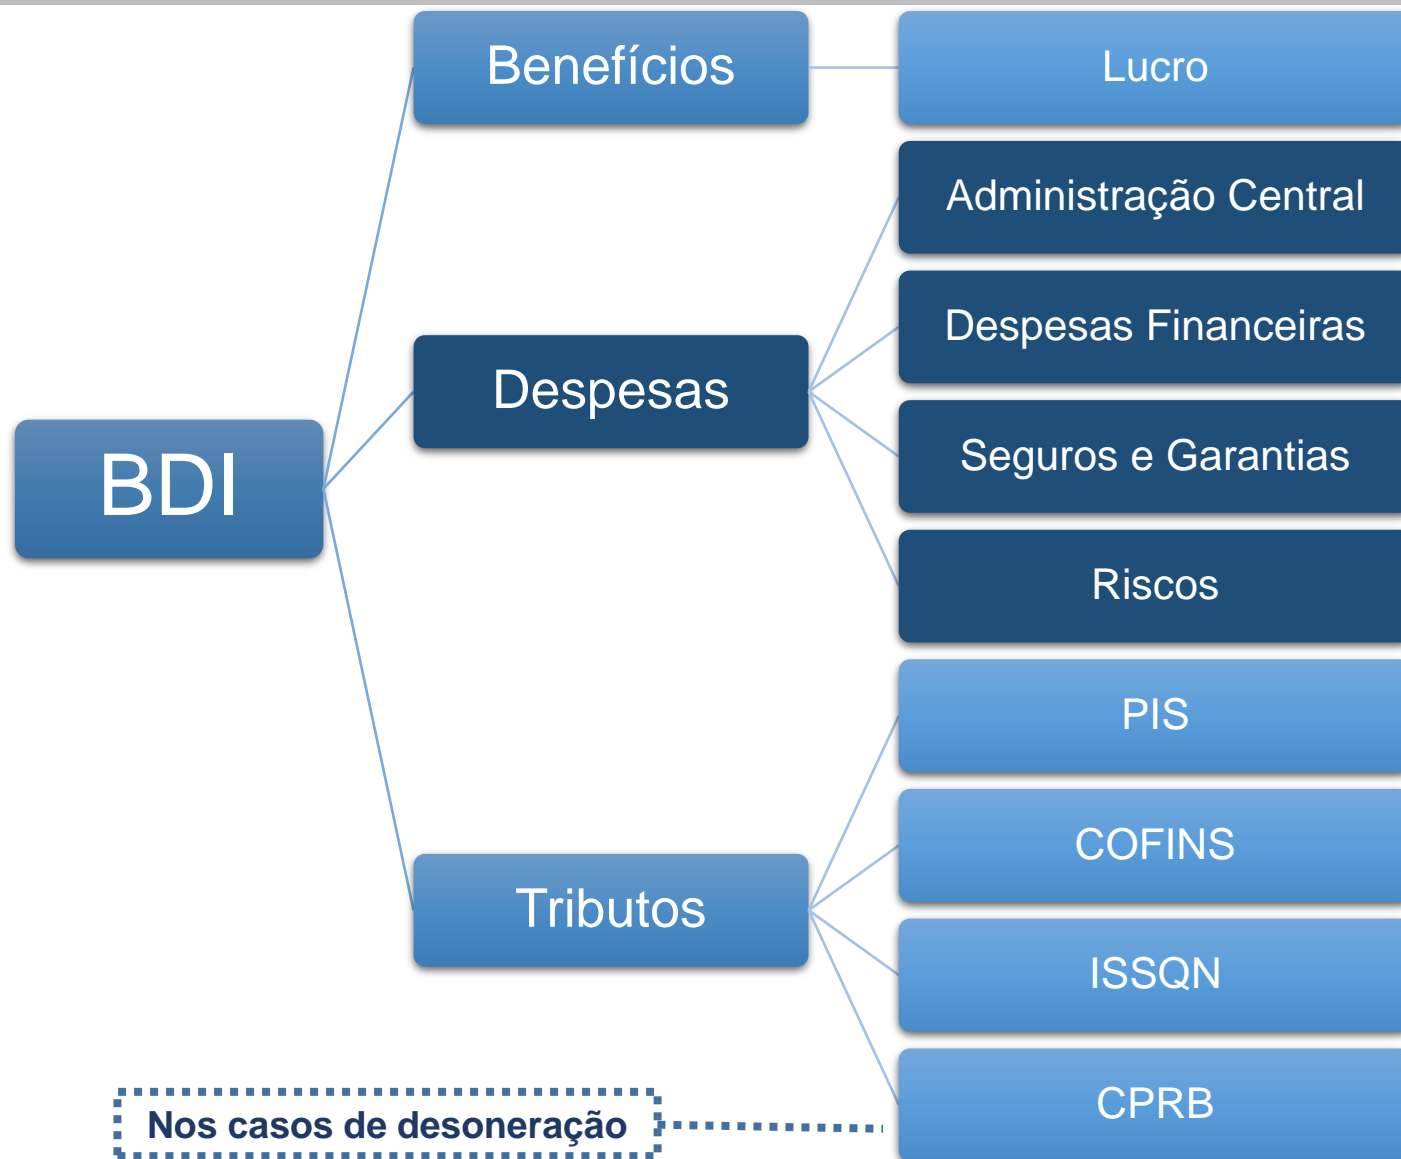 BDI
Benefícios
Lucro
Despesas
Administração Central
Despesas Financeiras
Seguros e Garantias
Riscos
Tributos
PIS
COFINS
ISSQN
CPRB
Nos casos de desoneração